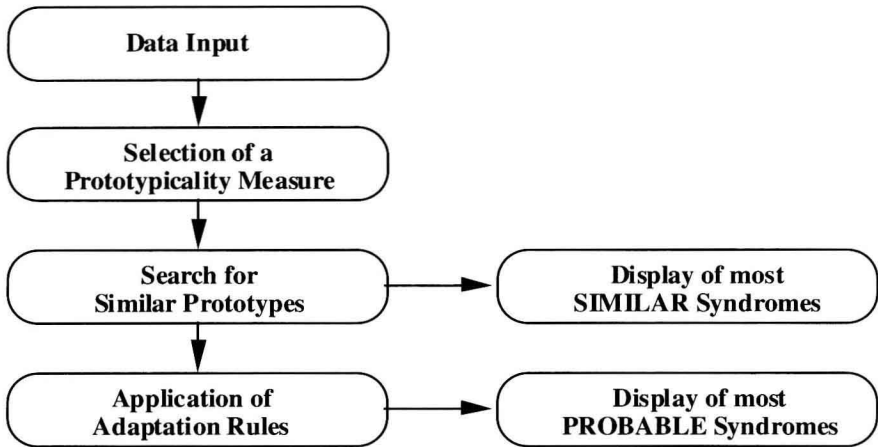 Data Input
Selection of a
Prototypicality Measure
Search for
Similar Prototypes
Display of most
SIMILAR Syndromes
Application of
Adaptation Rules
Display of most
PROBABLE Syndromes